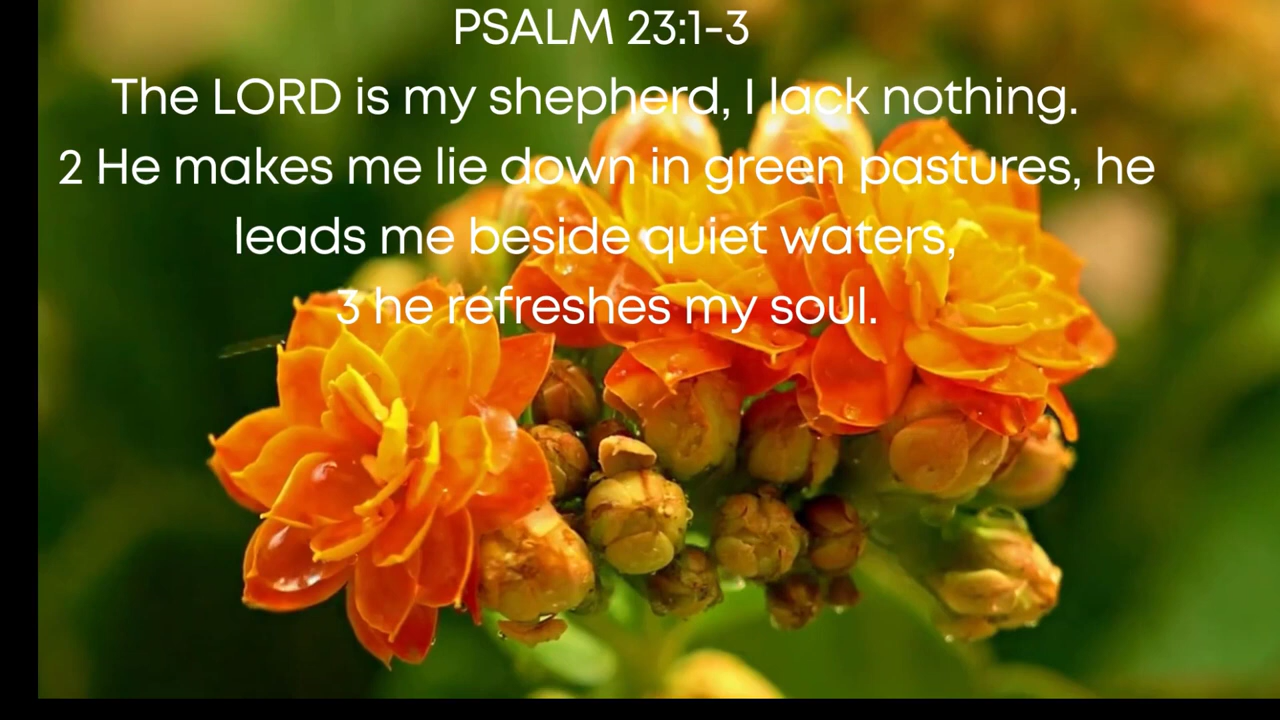 PSALM 23:1-3
The LORD is my shepherd, I lack nothing.
2 He makes me lie down in green pastures, he
leads me beside quiet waters,
3 he refreshes my soul.